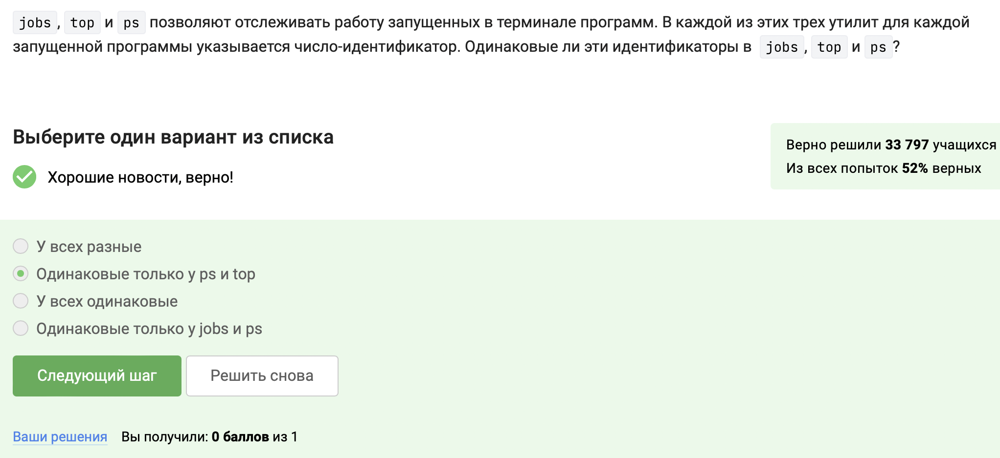 jobs, top и ps позволяют отслеживать работу запущенных в терминале программ. В каждой из этих трех утилит для каждой
запущенной программы указывается число-идентификатор. Одинаковые ли эти идентификаторы в jobs, top и ps?
Выберите один вариант из списка
Хорошие новости, верно!
Верно решили 33 797 учащихся
Из всех попыток 52% верных
У всех разные
Одинаковые только у ps и top
У всех одинаковые
Одинаковые только у jobs и ps
Следующий шаг
Решить снова
Ваши решения
Вы получили: 0 баллов из 1